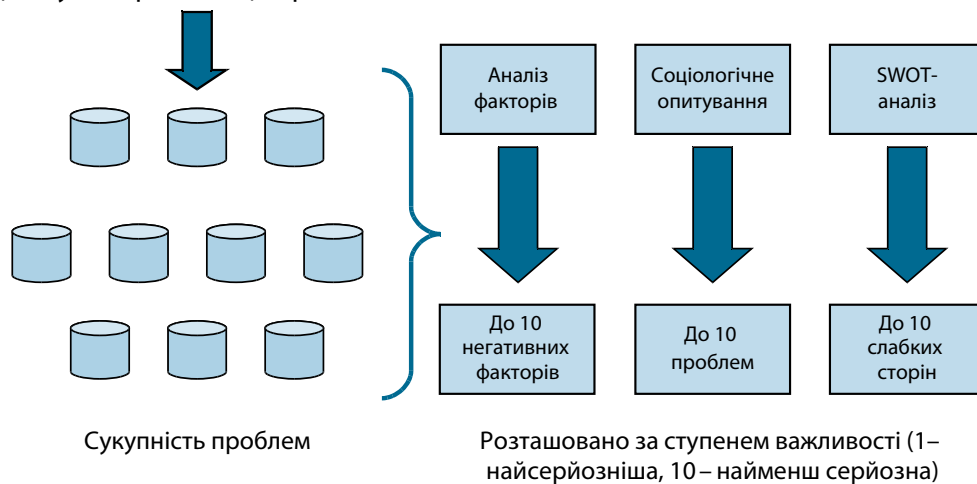 Аналіз
факторів
Соціологічне
опитування
SWOT-
аналіз
До 10
негативних
факторів
До 10
проблем
До 10
слабких
сторін
Сукупність проблем
Розташовано за ступенем важливості (1–
найсерйозніша, 10 – найменш серйозна)